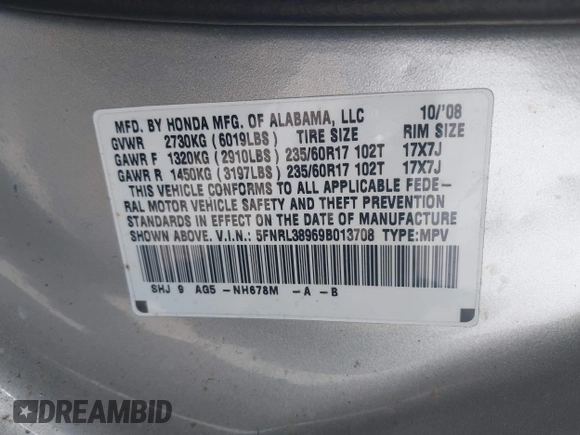 MFD. BY HONDA MFG. OF ALABAMA, LLC 10/'08
GVWR 2730KG (6019LBS) TIRE SIZE RIM SIZE
GAWR F 1320KG (2910LBS) 235/60R17 102T 17X7J
GAWR R 1450KG (3197LBS) 235/60R17 102T 17X7J
THIS VEHICLE CONFORMS TO ALL APPLICABLE FEDE-
RAL MOTOR VEHICLE SAFETY AND THEFT PREVENTION
STANDARDS IN EFFECT ON THE DATE OF MANUFACTURE
SHOWN ABOVE. V.I.N.: 5FNRL38969B013708 TYPE:MPV
SHJ 9 AG5 -NH678M -A -B
DREAMBID